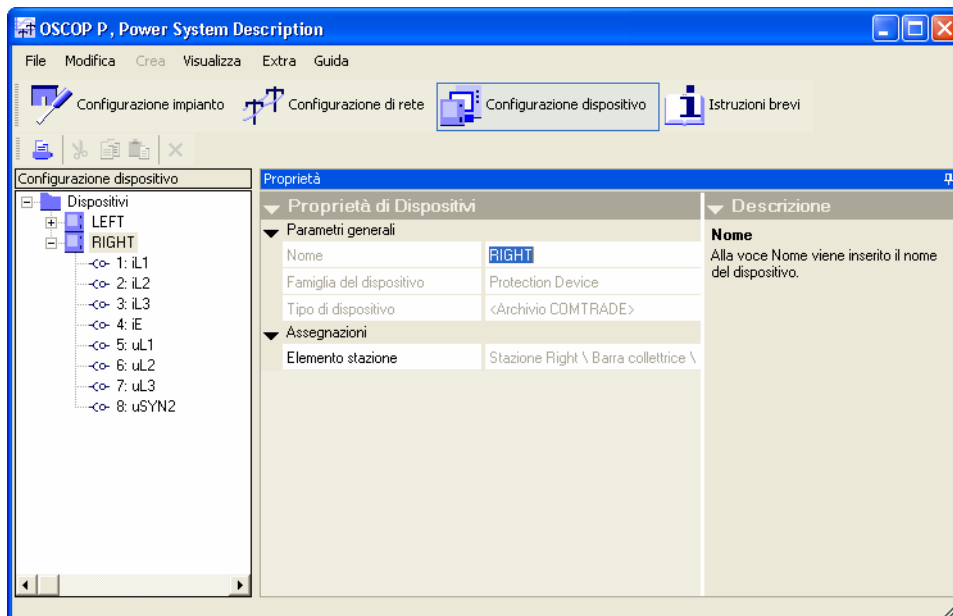 OSCOP P, Power System Description
File Modifica Crea Visualizza Extra Guida
Configurazione impianto Configurazione di rete Configurazione dispositivo Istruzioni brevi
Configurazione dispositivo
Dispositivi
LEFT
RIGHT
1: iL1
2: iL2
3: iL3
4: iE
5: uL1
6: uL2
7: uL3
8: uSYN2
Proprietà
Proprietà di Dispositivi
Parametri generali
Nome RIGHT
Famiglia del dispositivo Protection Device
Tipo di dispositivo <Archivio COMTRADE>
Assegnazioni
Elemento stazione Stazione Right \ Barra collettrice \
Descrizione
Nome
Alla voce Nome viene inserito il nome
del dispositivo.